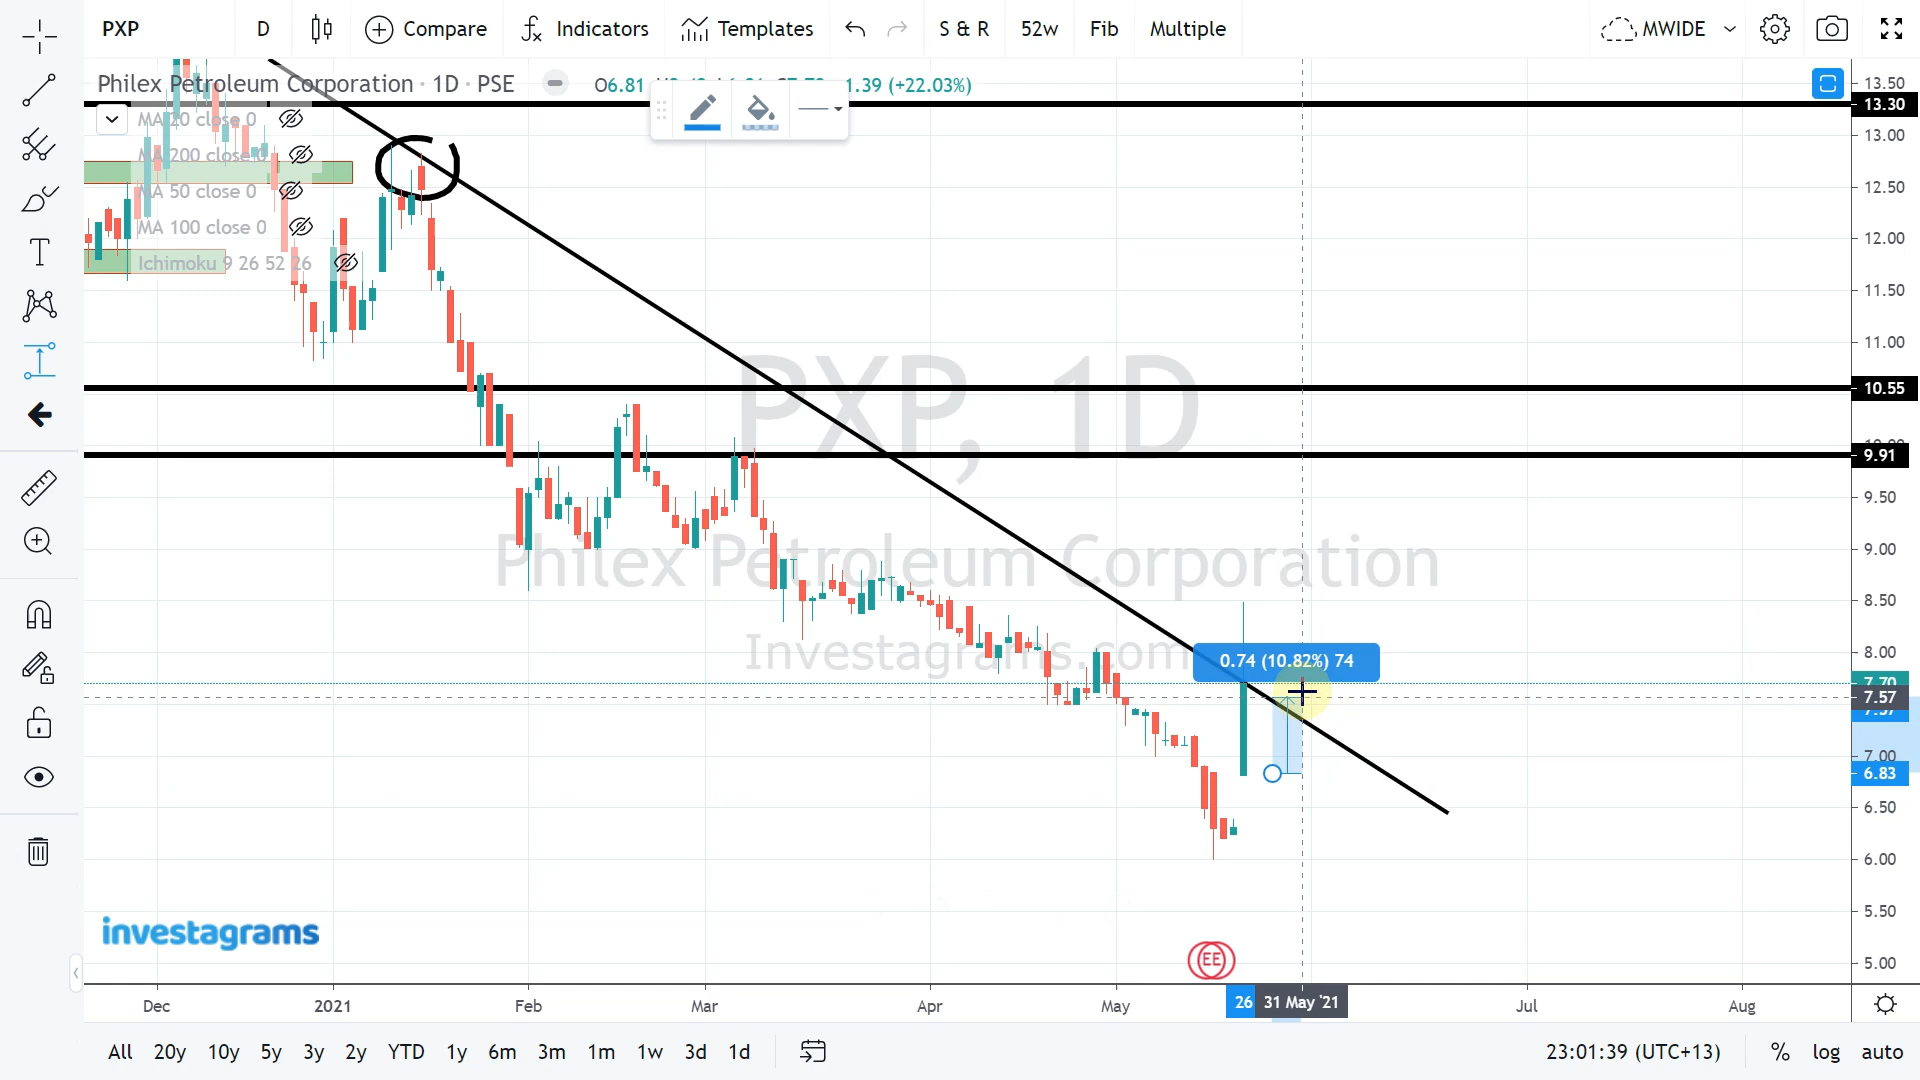 PXP D Compare Indicators Templates S & R 52w Fib Multiple MWIDE
Philex Petroleum Corporation · 1D · PSE O6.81 1.39 (+22.03%)
MA 20 close 0
MA 200 close 0
MA 50 close 0
MA 100 close 0
Ichimoku 9 26 52 26
PXP, 1D
Philex Petroleum Corporation
Investagrams.com
0.74 (10.82%) 74
13.50
13.30
13.00
12.50
12.00
11.50
11.00
10.55
9.91
9.50
9.00
8.50
8.00
7.70
7.57
7.00
6.83
6.50
6.00
5.50
5.00
investagrams
EE
Dec 2021 Feb Mar Apr May 26 31 May '21 Jul Aug
All 20y 10y 5y 3y 2y YTD 1y 6m 3m 1m 1w 3d 1d 23:01:39 (UTC+13) % log auto